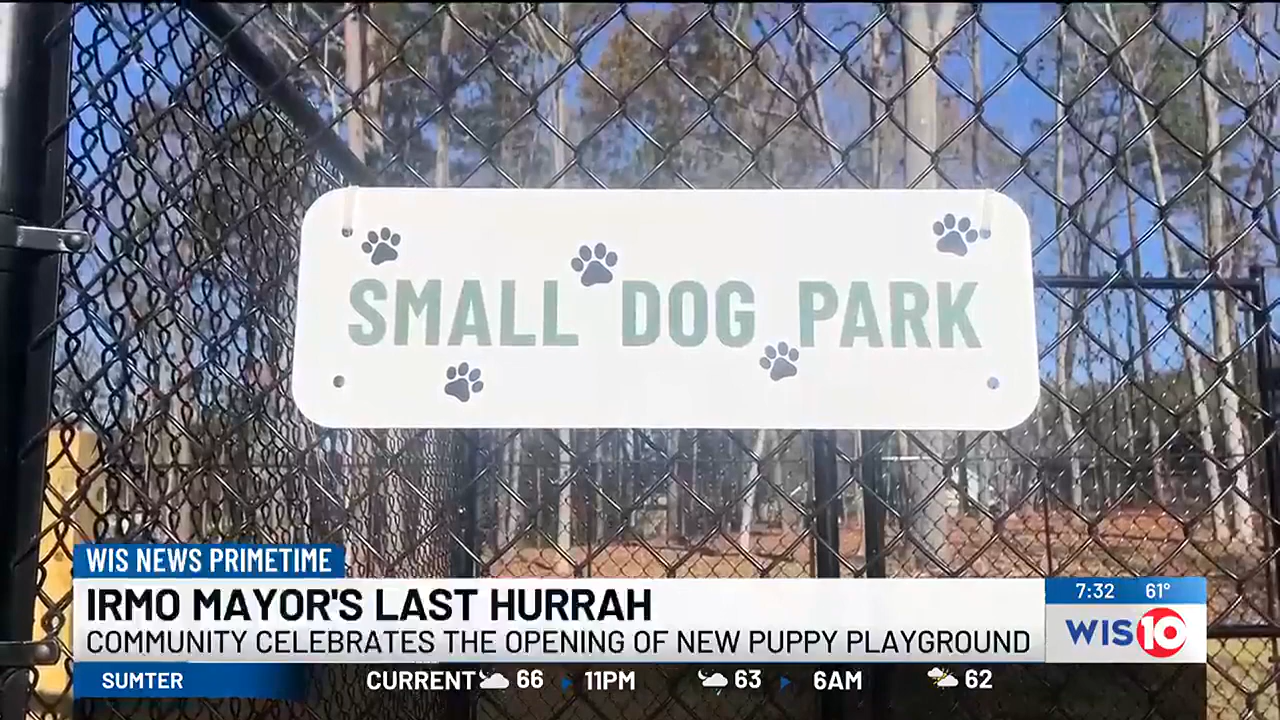 SMALL DOG PARK
WIS NEWS PRIMETIME
IRMO MAYOR'S LAST HURRAH
COMMUNITY CELEBRATES THE OPENING OF NEW PUPPY PLAYGROUND
7:32 61°
WIS10
SUMTER CURRENT 66 11PM 63 6AM 62